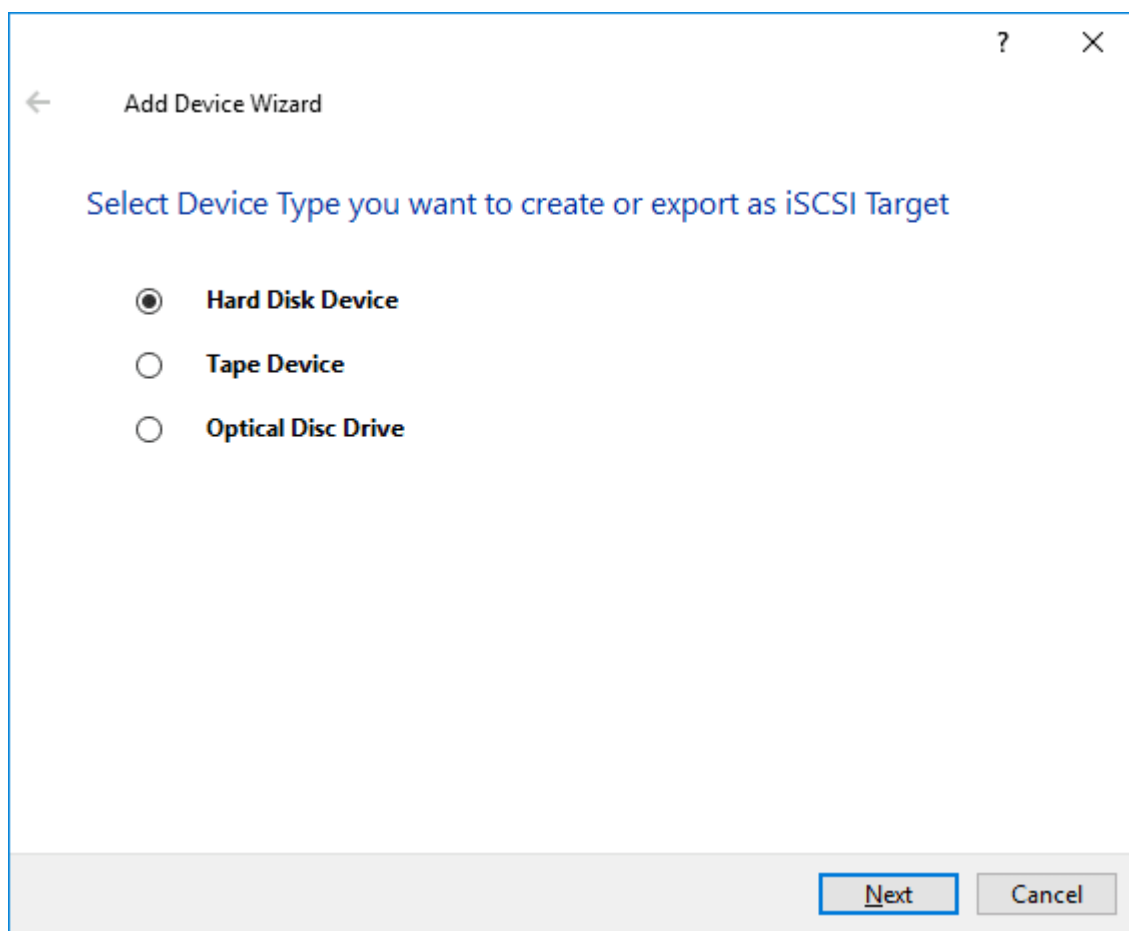 ?
Add Device Wizard
Select Device Type you want to create or export as iSCSI Target
Hard Disk Device
Tape Device
Optical Disc Drive
Next
Cancel